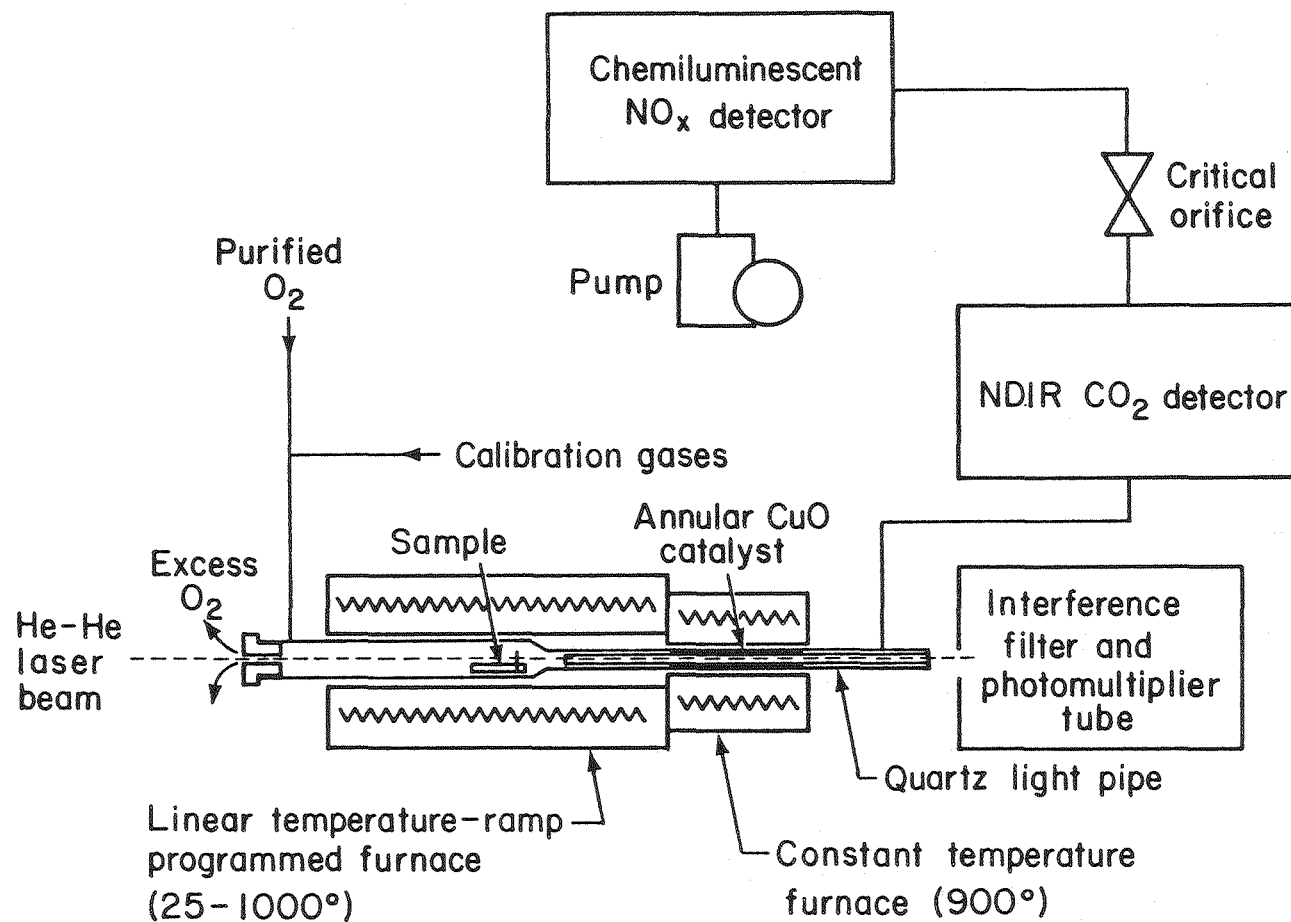 Chemiluminescent
NOx detector
Critical
orifice
Purified
O2
Pump
NDIR CO2 detector
Calibration gases
Annular CuO
catalyst
Sample
Excess
O2
He-He
laser
beam
Interference
filter and
photomultiplier
tube
Quartz light pipe
Linear temperature-ramp
programmed furnace
(25-1000°)
Constant temperature
furnace (900°)